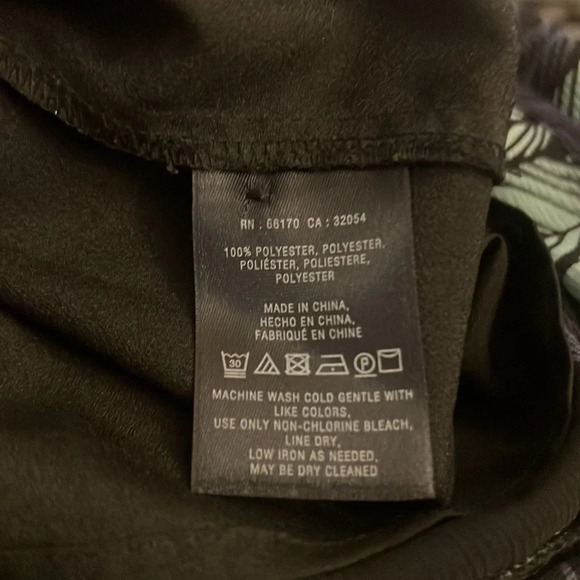 RN : 66170 CA : 32054
100% POLYESTER, POLYESTER,
POLIÉSTER, POLIESTERE,
POLYESTER
MADE IN CHINA,
HECHO EN CHINA,
FABRIQUÉ EN CHINE
30 P
MACHINE WASH COLD GENTLE WITH
LIKE COLORS,
USE ONLY NON-CHLORINE BLEACH,
LINE DRY,
LOW IRON AS NEEDED,
MAY BE DRY CLEANED